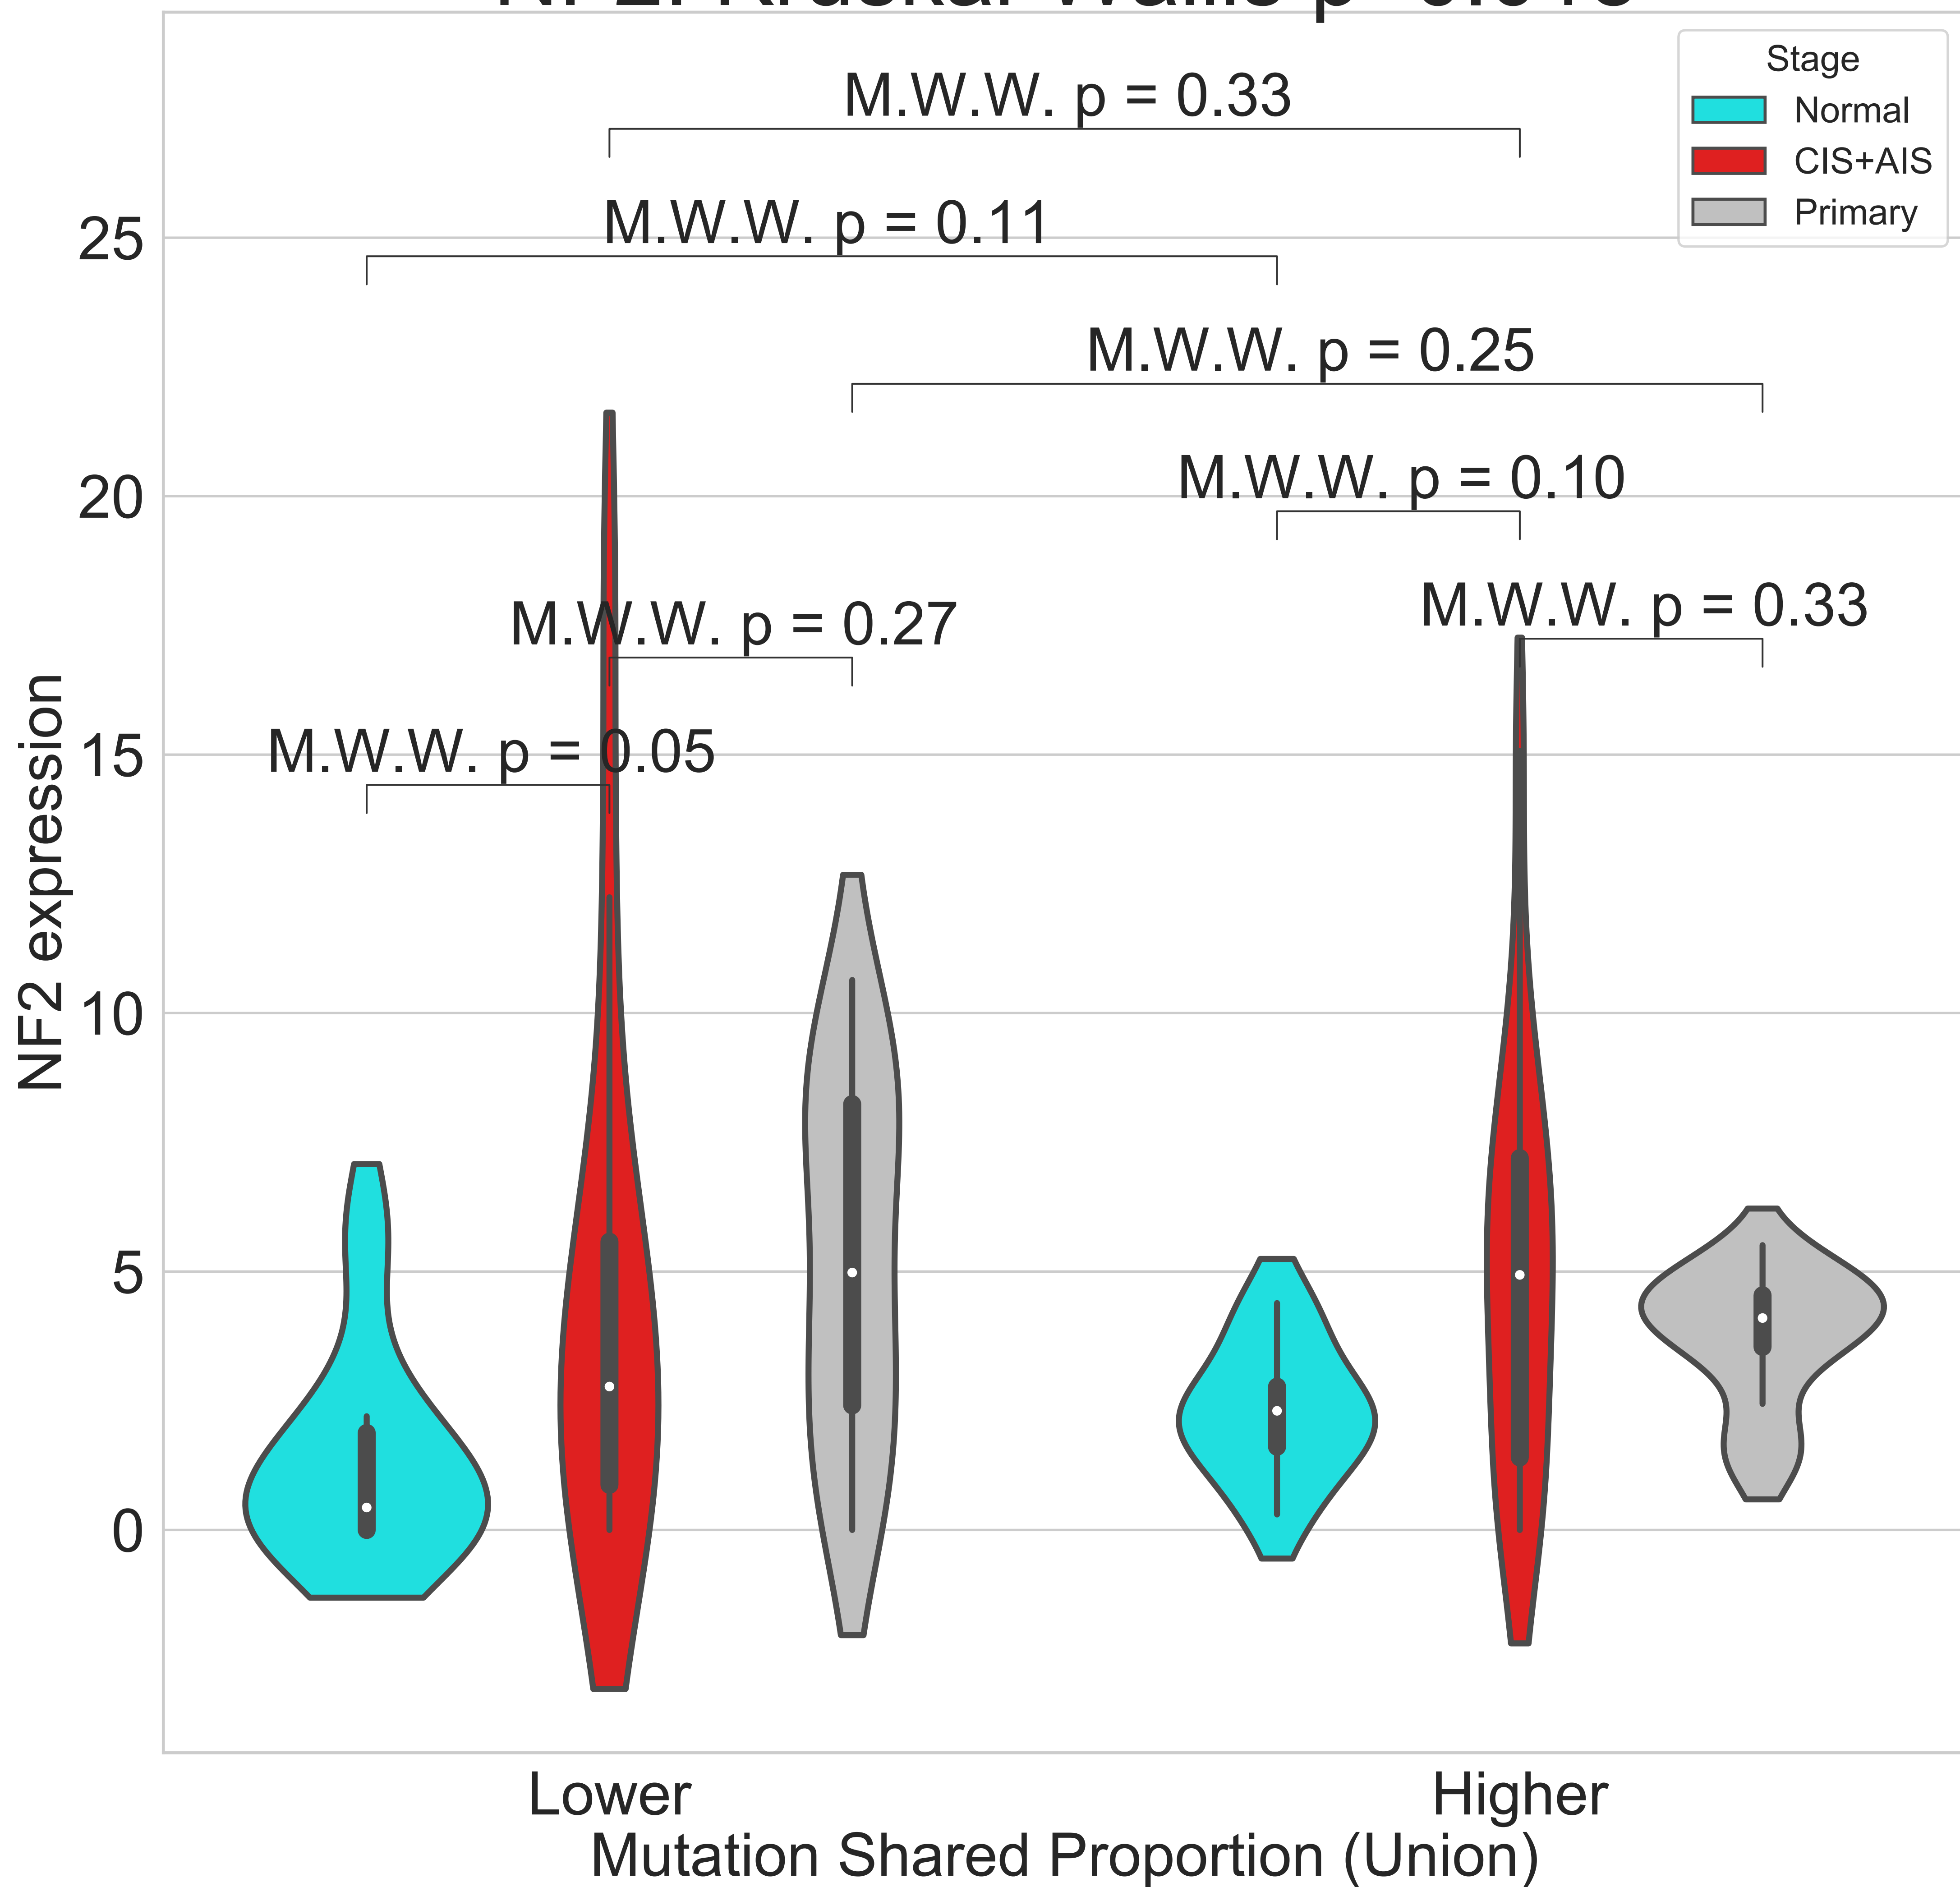 Stage
Normal
CIS+AIS
Primary
M.W.W. p = 0.33
M.W.W. p = 0.11
M.W.W. p = 0.25
M.W.W. p = 0.10
M.W.W. p = 0.27
M.W.W. p = 0.33
M.W.W. p = 0.05
25
20
15
10
5
0
NF2 expression
Lower
Higher
Mutation Shared Proportion (Union)